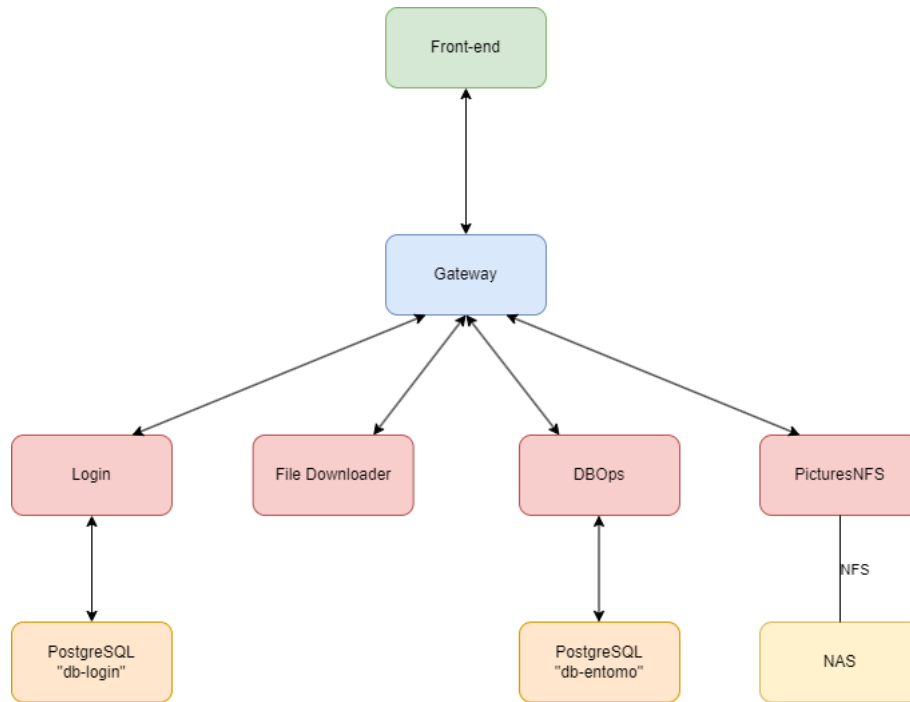 Front-end
Gateway
Login
File Downloader
DBOps
PicturesNFS
NFS
PostgreSQL
"db-login"
PostgreSQL
"db-entomo"
NAS